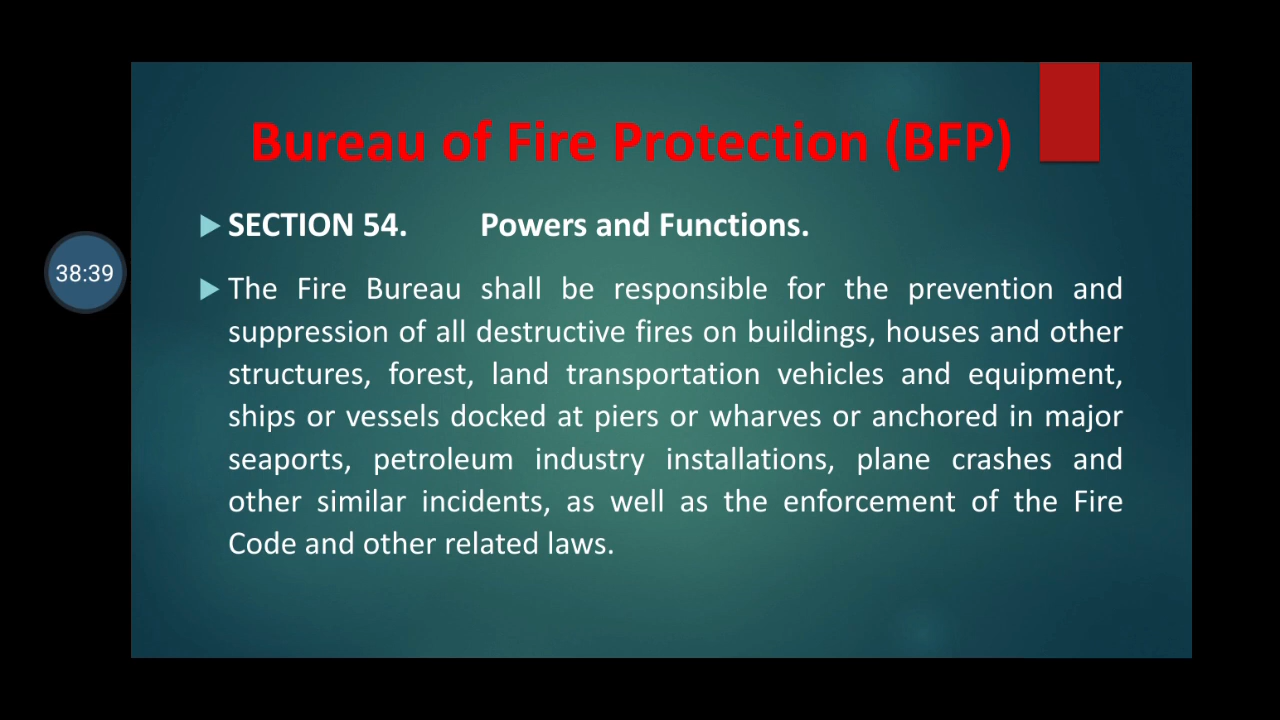 Bureau of Fire Protection (BFP)
SECTION 54. Powers and Functions.
38:39
The Fire Bureau shall be responsible for the prevention and
suppression of all destructive fires on buildings, houses and other
structures, forest, land transportation vehicles and equipment,
ships or vessels docked at piers or wharves or anchored in major
seaports, petroleum industry installations, plane crashes and
other similar incidents, as well as the enforcement of the Fire
Code and other related laws.